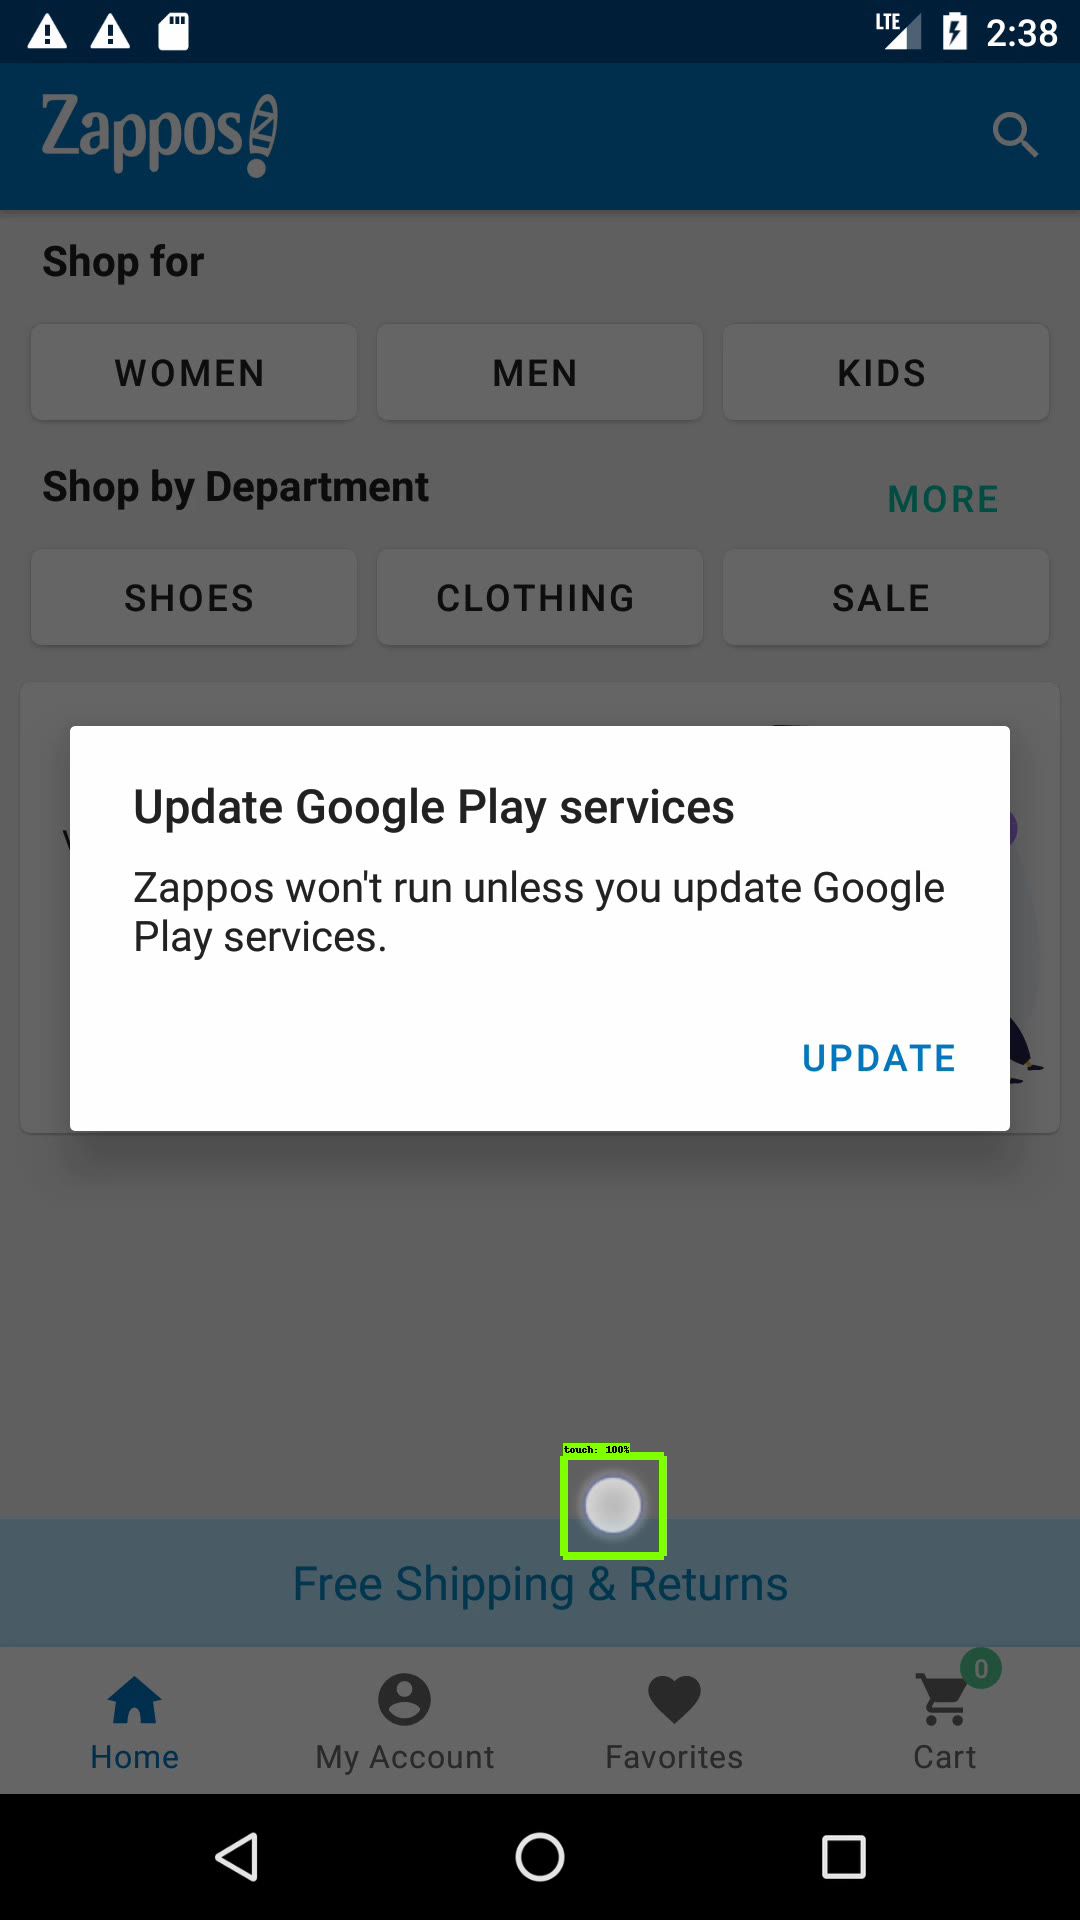 LTE 2:38
Zappos
Shop for
WOMEN MEN KIDS
Shop by Department
MORE
SHOES CLOTHING SALE
Update Google Play services
Zappos won't run unless you update Google
Play services.
UPDATE
touch: 100%
Free Shipping & Returns
0
Home My Account Favorites Cart